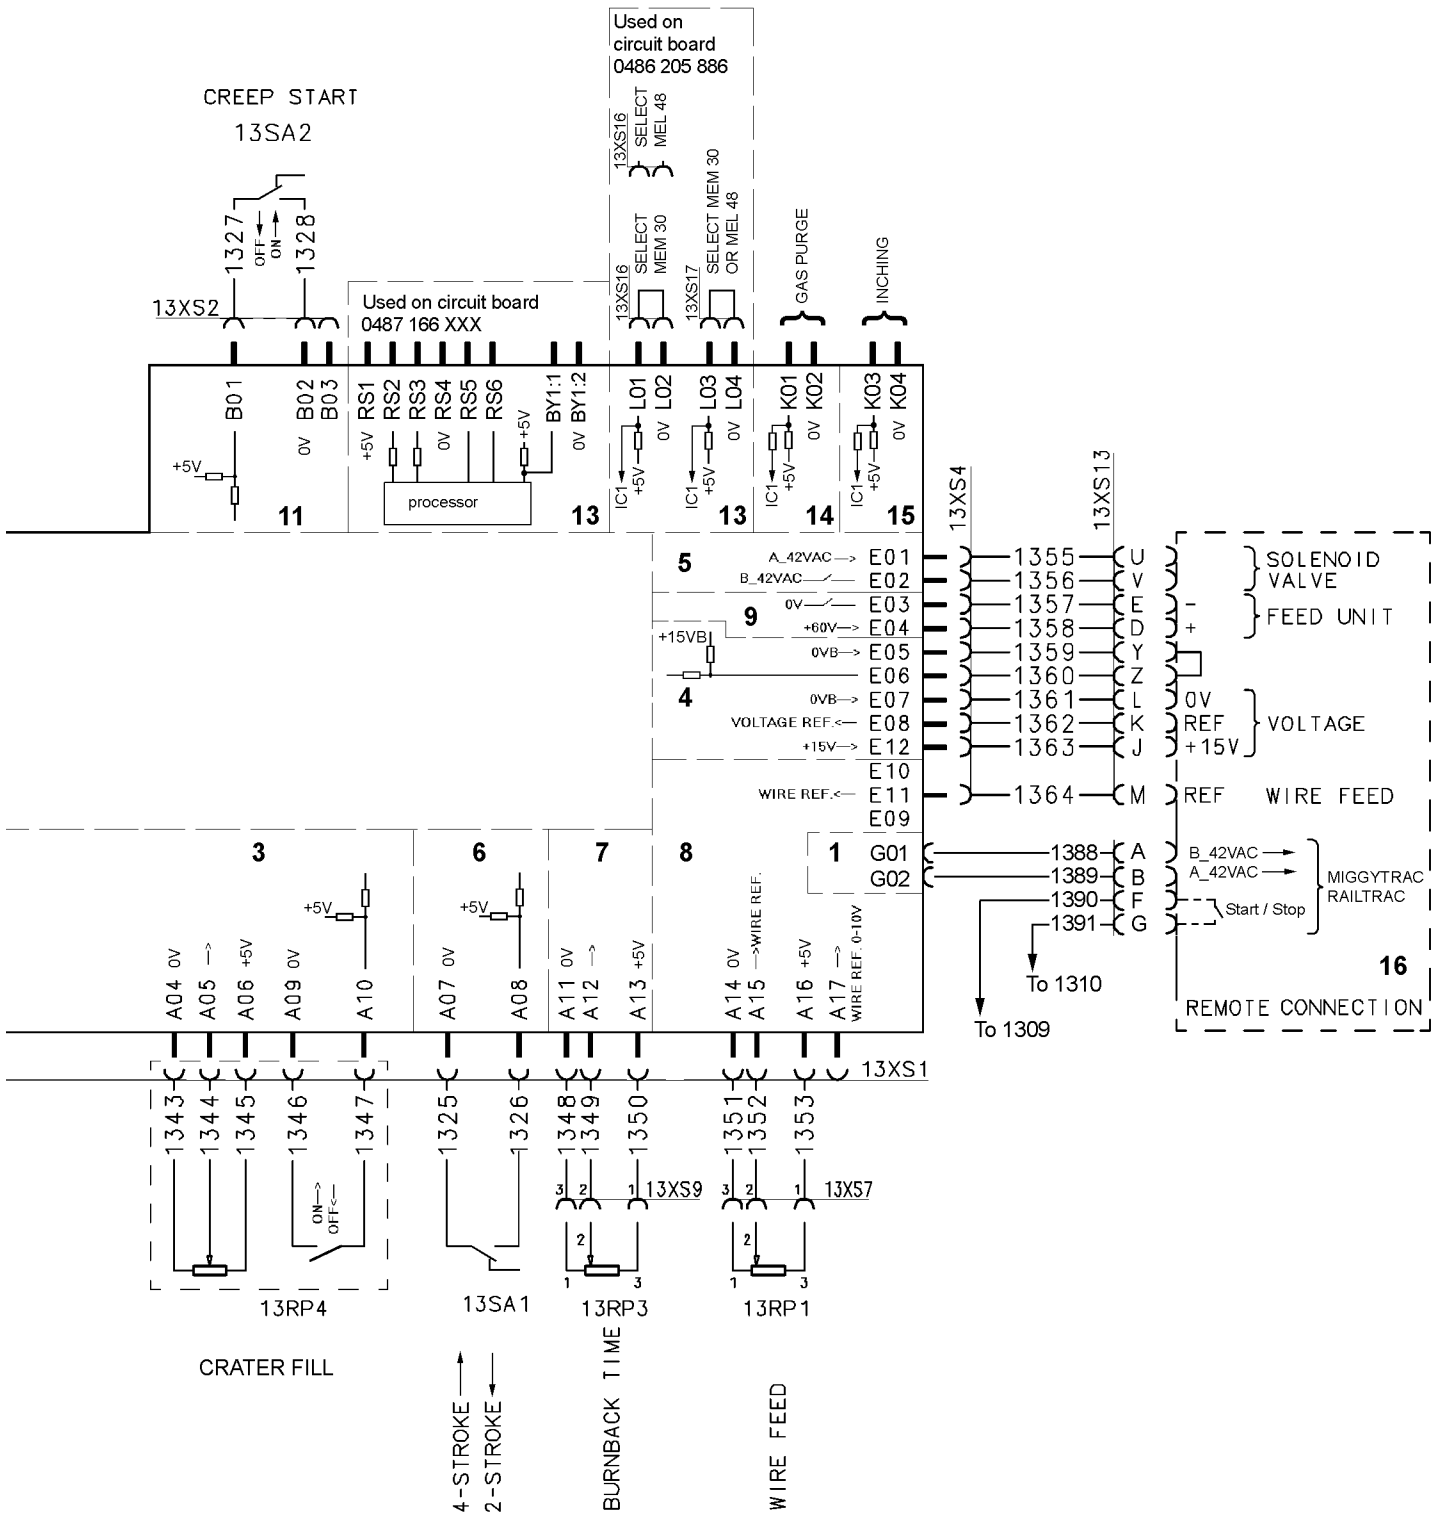 Used on
circuit board
0486 205 886
CREEP START
13SA2
13XS16
SELECT
MEL 48
1327
OFF
ON
1328
13XS16
SELECT
MEM 30
13XS17
SELECT MEM 30
OR MEL 48
GAS PURGE
INCHING
13XS2
Used on circuit board
0487 166 XXX
B01
B02
B03
RS1
RS2
RS3
RS4
RS5
RS6
BY1:1
BY1:2
L01
L02
L03
L04
K01
K02
K03
K04
+5V
0V
+5V
0V
+5V
0V
IC1
+5V
0V
IC1
+5V
0V
IC1
+5V
0V
IC1
+5V
0V
processor
11
13
13
14
15
13XS4
13XS13
5
A_42VAC
E01
1355
U
SOLENOID
VALVE
B_42VAC
E02
1356
V
9
0V
E03
1357
E
-
FEED UNIT
+60V
E04
1358
D
+
+15VB
0VB
E05
1359
Y
E06
1360
Z
4
0VB
E07
1361
L
0V
VOLTAGE REF.
E08
1362
K
REF
VOLTAGE
+15V
E12
1363
J
+15V
E10
WIRE REF.
E11
1364
M
REF
WIRE FEED
E09
3
6
7
8
1
G01
1388
A
B_42VAC
G02
1389
B
A_42VAC
MIGGYTRAC
RAILTRAC
1390
F
Start / Stop
1391
G
16
To 1310
To 1309
REMOTE CONNECTION
+5V
+5V
A04
0V
A05
A06
+5V
A09
0V
A10
A07
0V
A08
A11
0V
A12
A13
+5V
A14
0V
A15
WIRE REF.
A16
+5V
A17
WIRE REF. 0-10V
13XS1
1343
1344
1345
1346
1347
1325
1326
1348
1349
1350
1351
1352
1353
ON
OFF
3
2
1
13XS9
3
2
1
13XS7
2
1
3
2
1
3
13RP4
13SA1
13RP3
13RP1
CRATER FILL
4-STROKE
2-STROKE
BURNBACK TIME
WIRE FEED